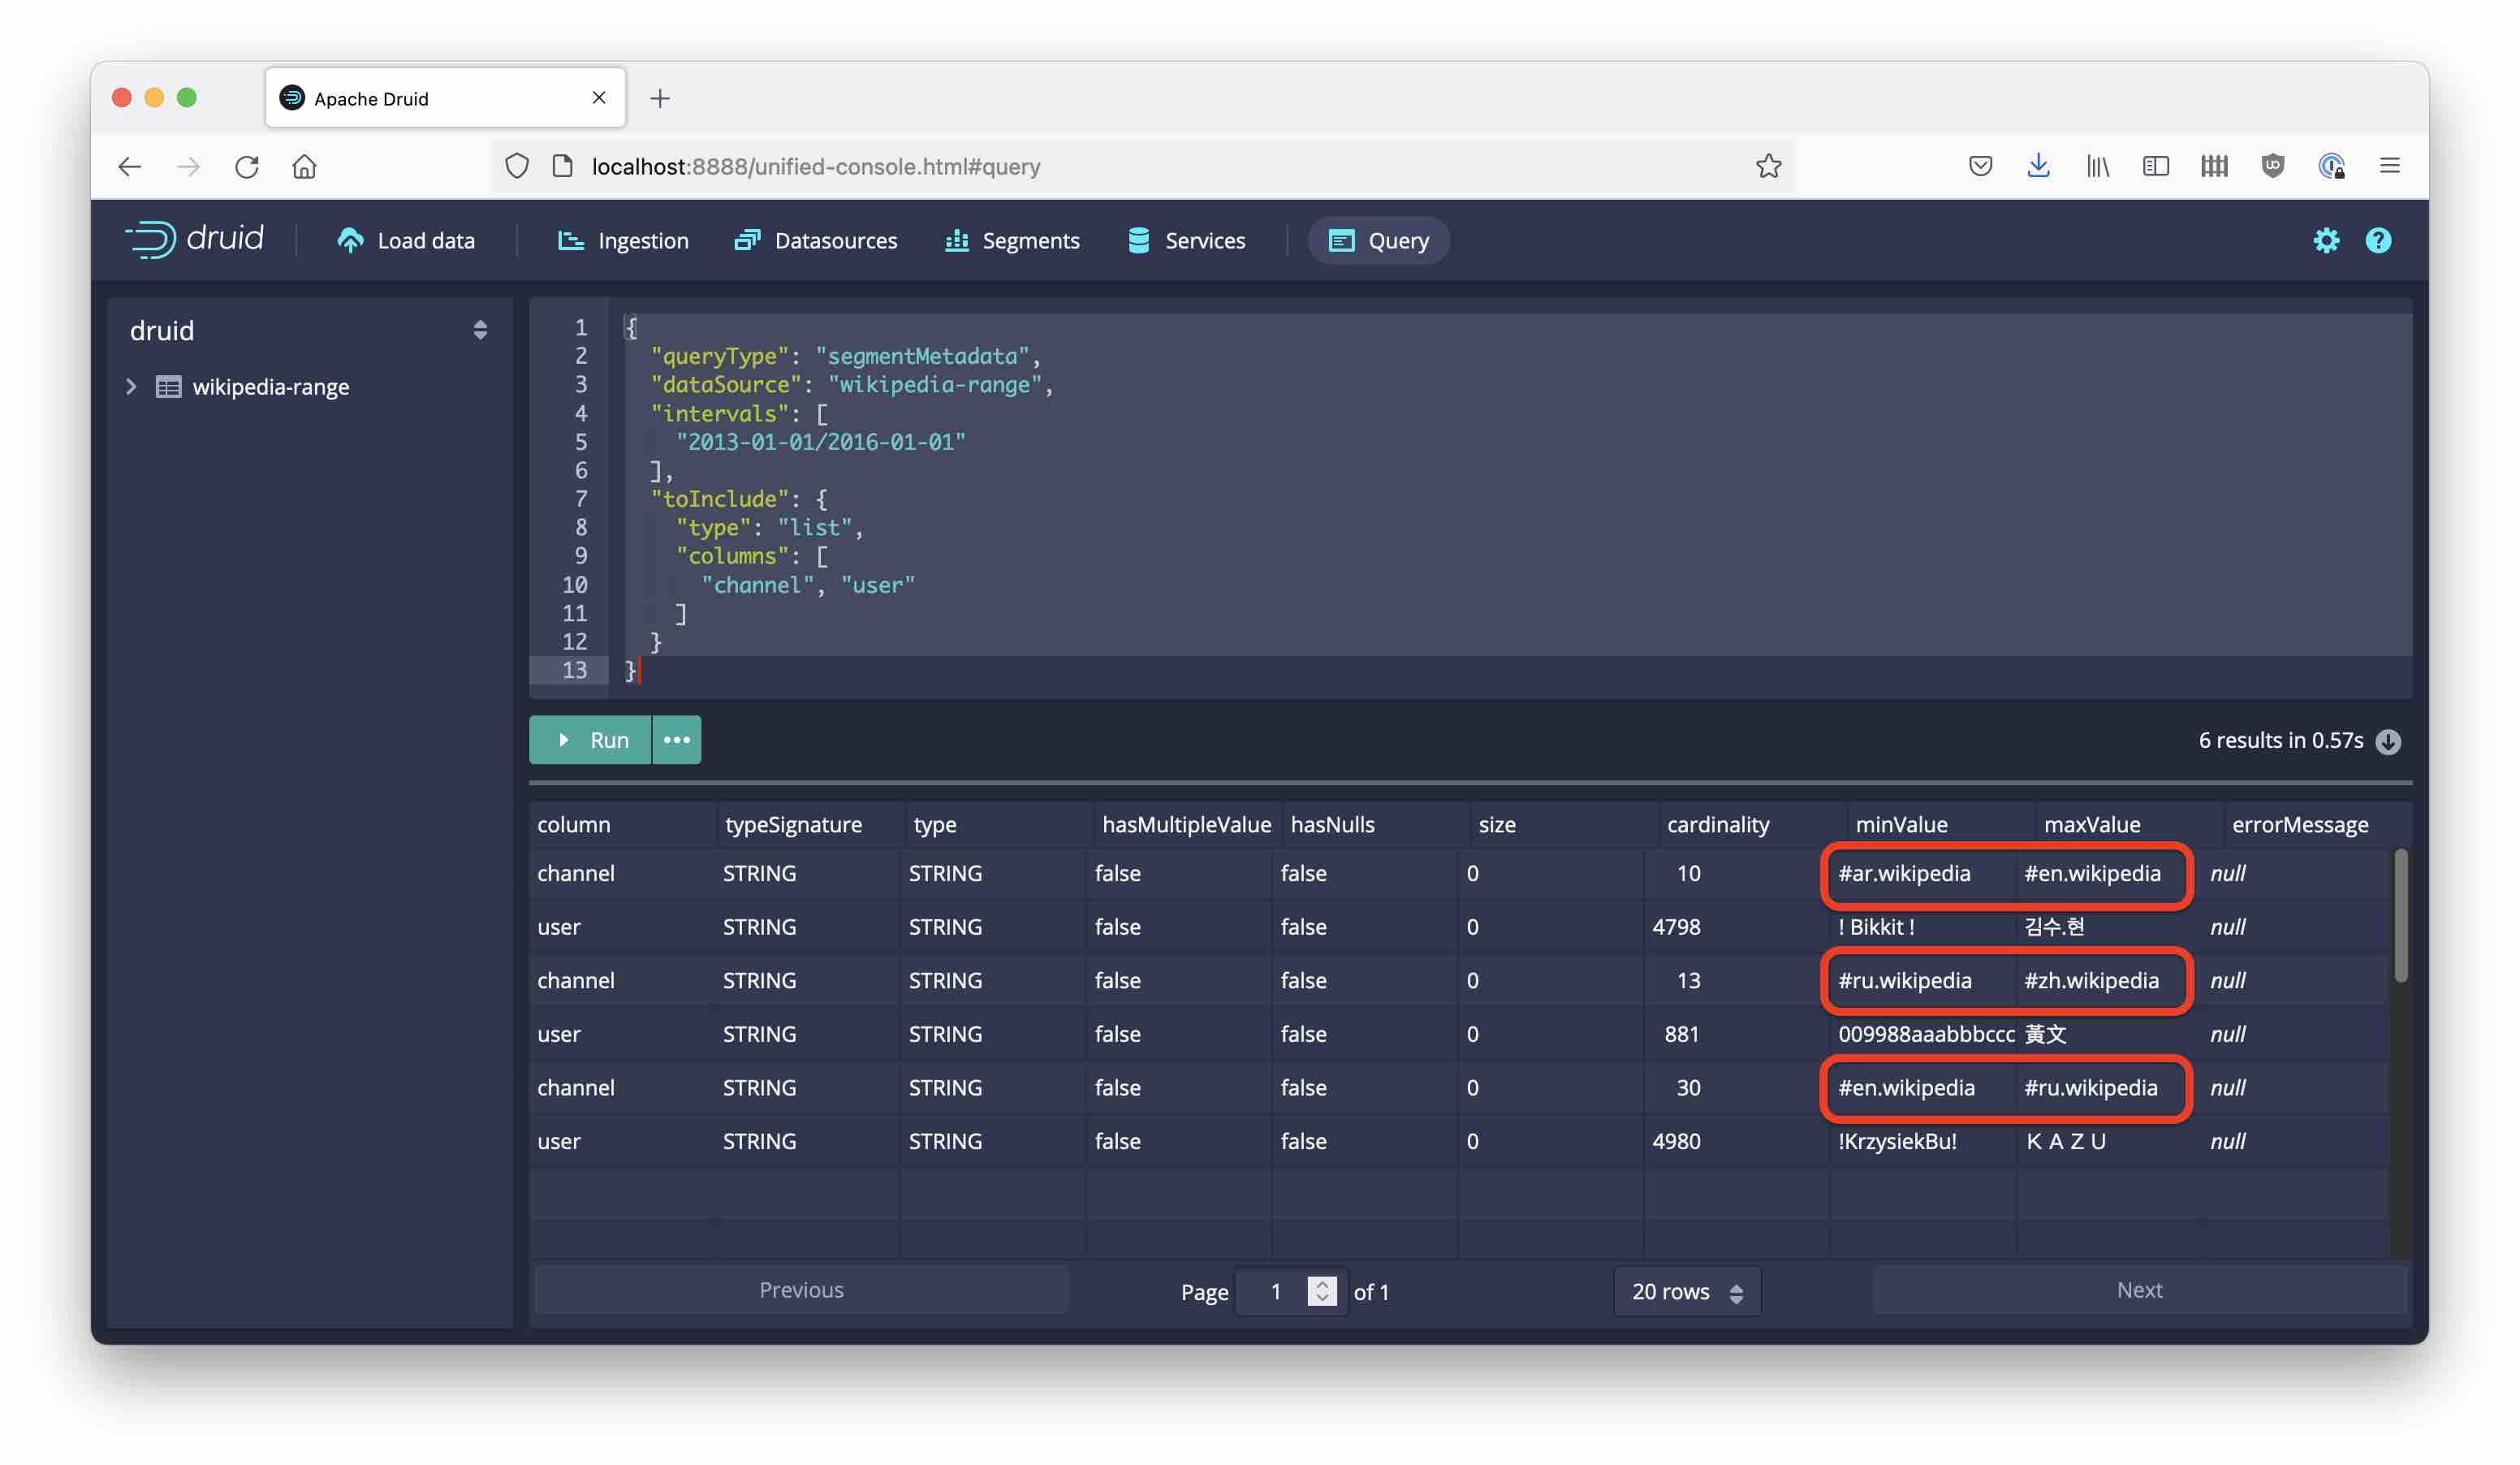 Apache Druid
localhost:8888/unified-console.html#query
druid Load data Ingestion Datasources Segments Services Query
druid
wikipedia-range
1 {
2 "queryType": "segmentMetadata",
3 "dataSource": "wikipedia-range",
4 "intervals": [
5 "2013-01-01/2016-01-01"
6 ],
7 "toInclude": {
8 "type": "list",
9 "columns": [
10 "channel", "user"
11 ]
12 }
13 }
Run
6 results in 0.57s
column typeSignature type hasMultipleValue hasNulls size cardinality minValue maxValue errorMessage
channel STRING STRING false false 0 10 #ar.wikipedia #en.wikipedia null
user STRING STRING false false 0 4798 ! Bikkit ! 김수.현 null
channel STRING STRING false false 0 13 #ru.wikipedia #zh.wikipedia null
user STRING STRING false false 0 881 009988aaabbbccc 黃文 null
channel STRING STRING false false 0 30 #en.wikipedia #ru.wikipedia null
user STRING STRING false false 0 4980 !KrzysiekBu! ＫＡＺＵ null
Previous Page 1 of 1 20 rows Next